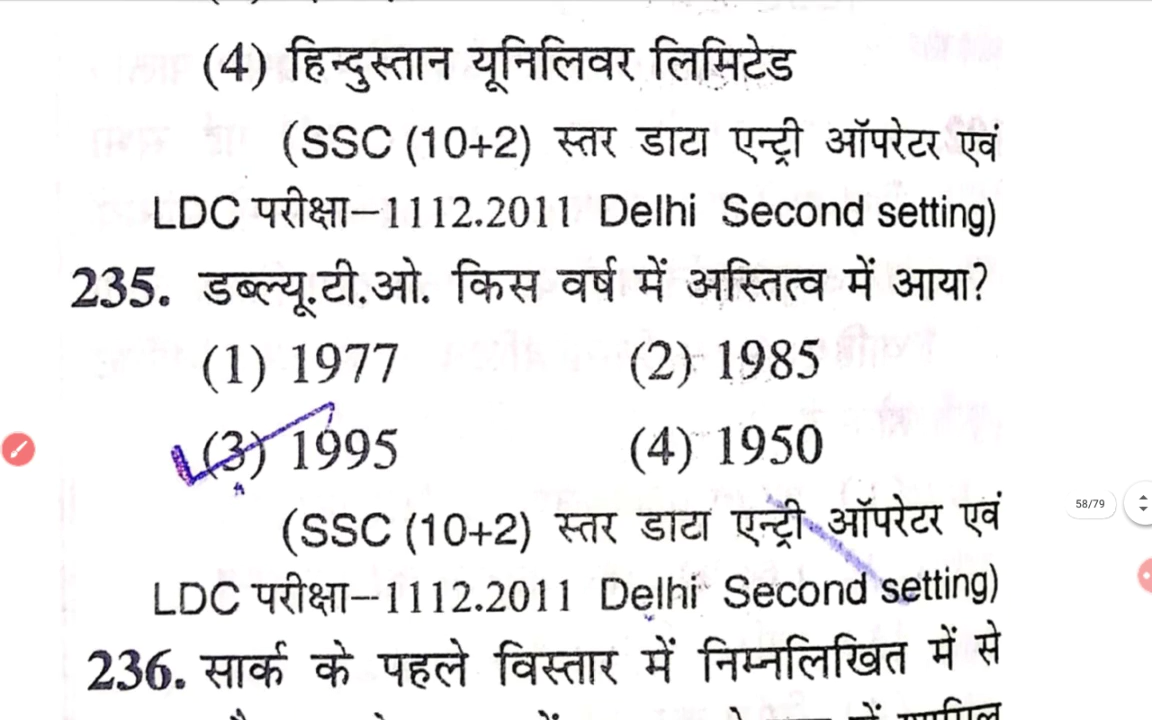 (4) हिन्दुस्तान यूनिलिवर लिमिटेड
(SSC (10+2) स्तर डाटा एन्ट्री ऑपरेटर एवं
LDC परीक्षा–1112.2011 Delhi Second setting)
235. डब्ल्यू.टी.ओ. किस वर्ष में अस्तित्व में आया?
(1) 1977 (2) 1985
(3) 1995 (4) 1950
(SSC (10+2) स्तर डाटा एन्ट्री ऑपरेटर एवं
58/79
LDC परीक्षा–1112.2011 Delhi Second setting)
236. सार्क के पहले विस्तार में निम्नलिखित में से